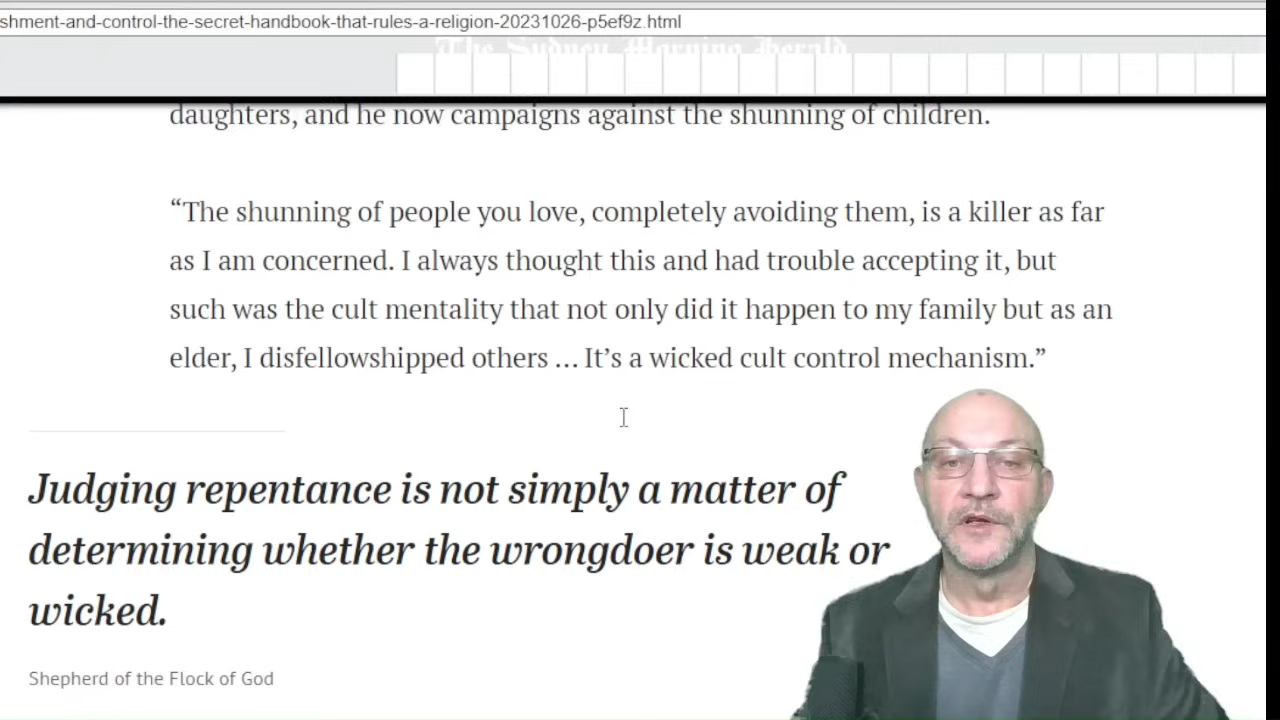 shment-and-control-the-secret-handbook-that-rules-a-religion-20231026-p5ef9z.html
The Sydney Morning Herald
daughters, and he now campaigns against the shunning of children.
“The shunning of people you love, completely avoiding them, is a killer as far
as I am concerned. I always thought this and had trouble accepting it, but
such was the cult mentality that not only did it happen to my family but as an
elder, I disfellowshipped others ... It’s a wicked cult control mechanism.”
Judging repentance is not simply a matter of
determining whether the wrongdoer is weak or
wicked.
Shepherd of the Flock of God